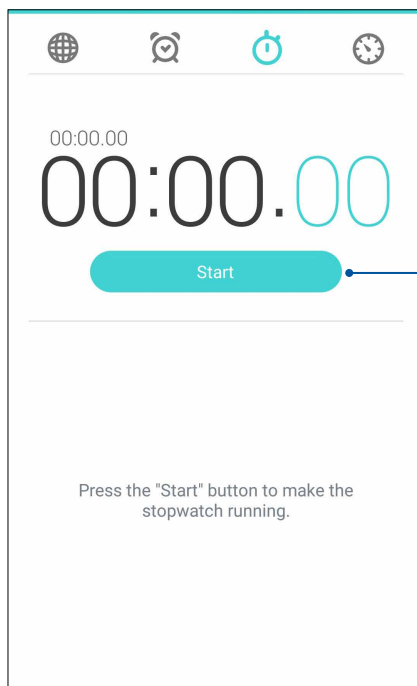 00:00.00
00:00.00
Start
Press the "Start" button to make the
stopwatch running.